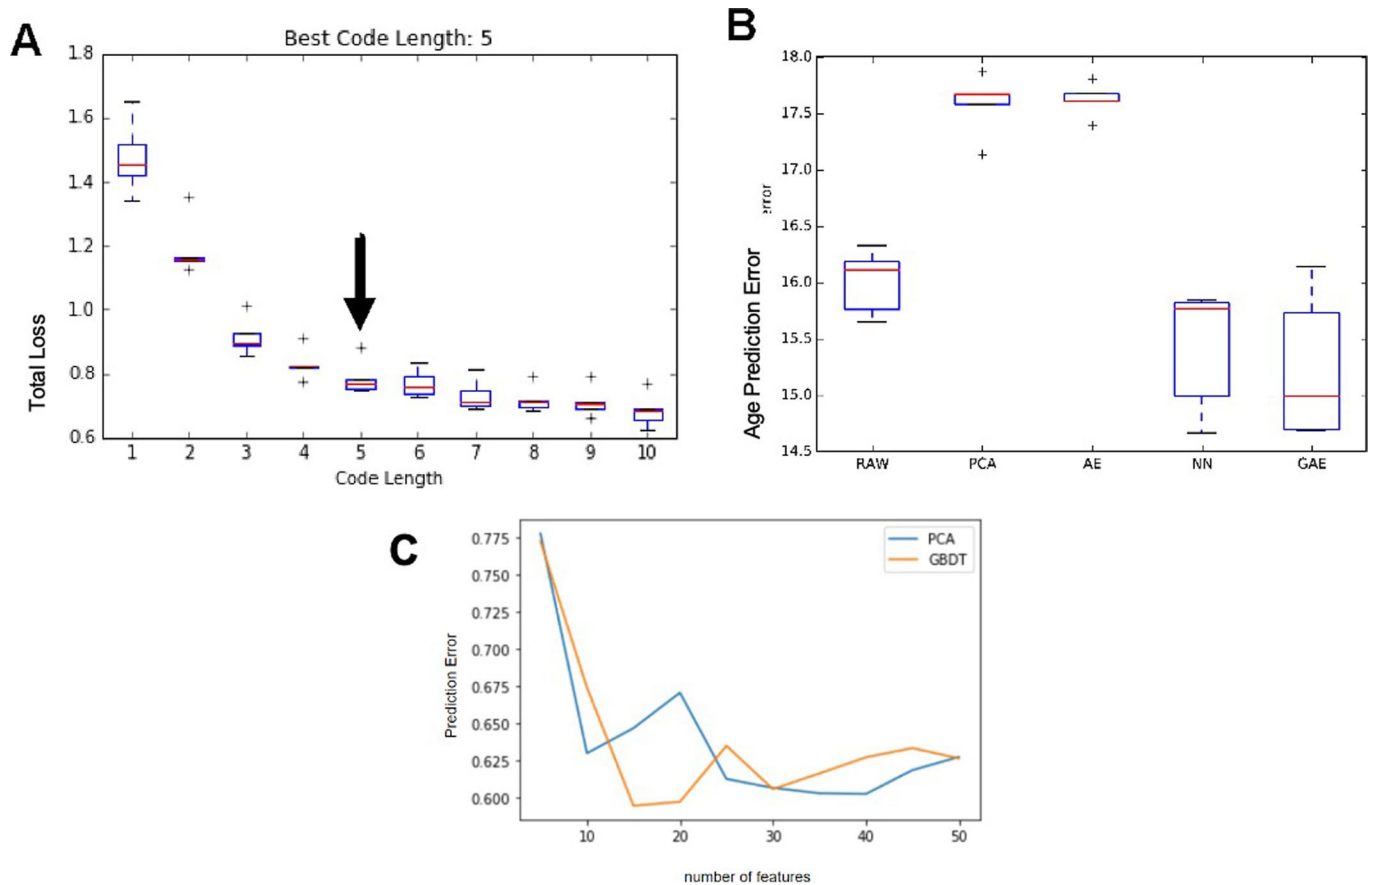 A
Best Code Length: 5
1.8
1.6
1.4
1.2
1.0
0.8
0.6
Total Loss
1 2 3 4 5 6 7 8 9 10
Code Length
B
18.0
17.5
17.0
16.5
16.0
15.5
15.0
14.5
error
Age Prediction Error
RAW PCA AE NN GAE
C
PCA
GBDT
0.775
0.750
0.725
0.700
0.675
0.650
0.625
0.600
Prediction Error
10 20 30 40 50
number of features